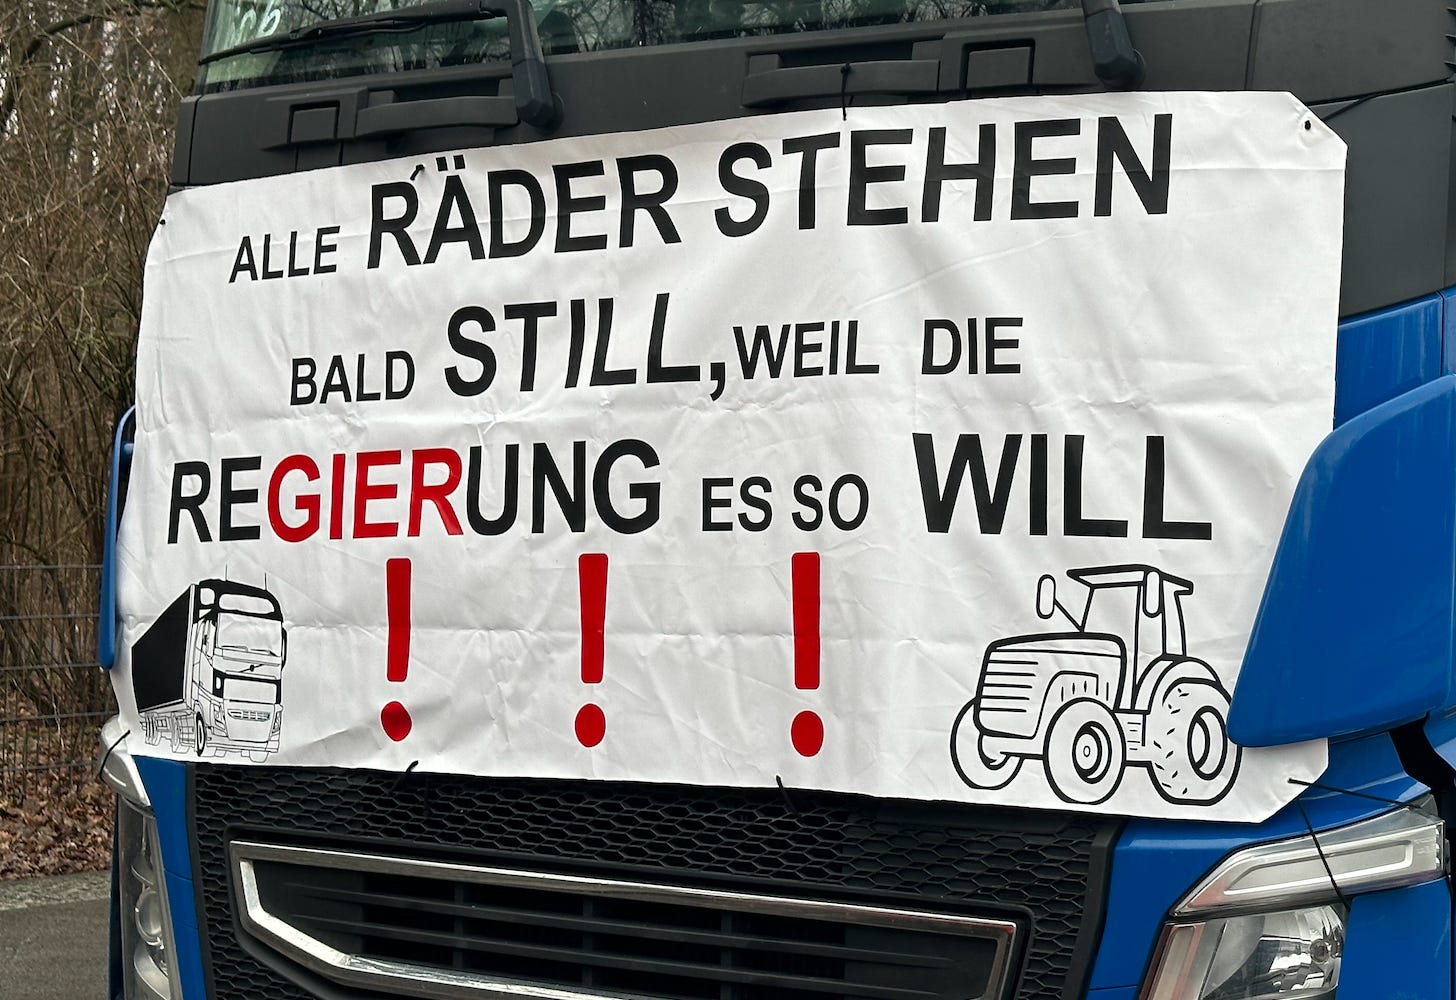 ALLE RÄDER STEHEN
BALD STILL, WEIL DIE
REGIERUNG ES SO WILL
! ! !